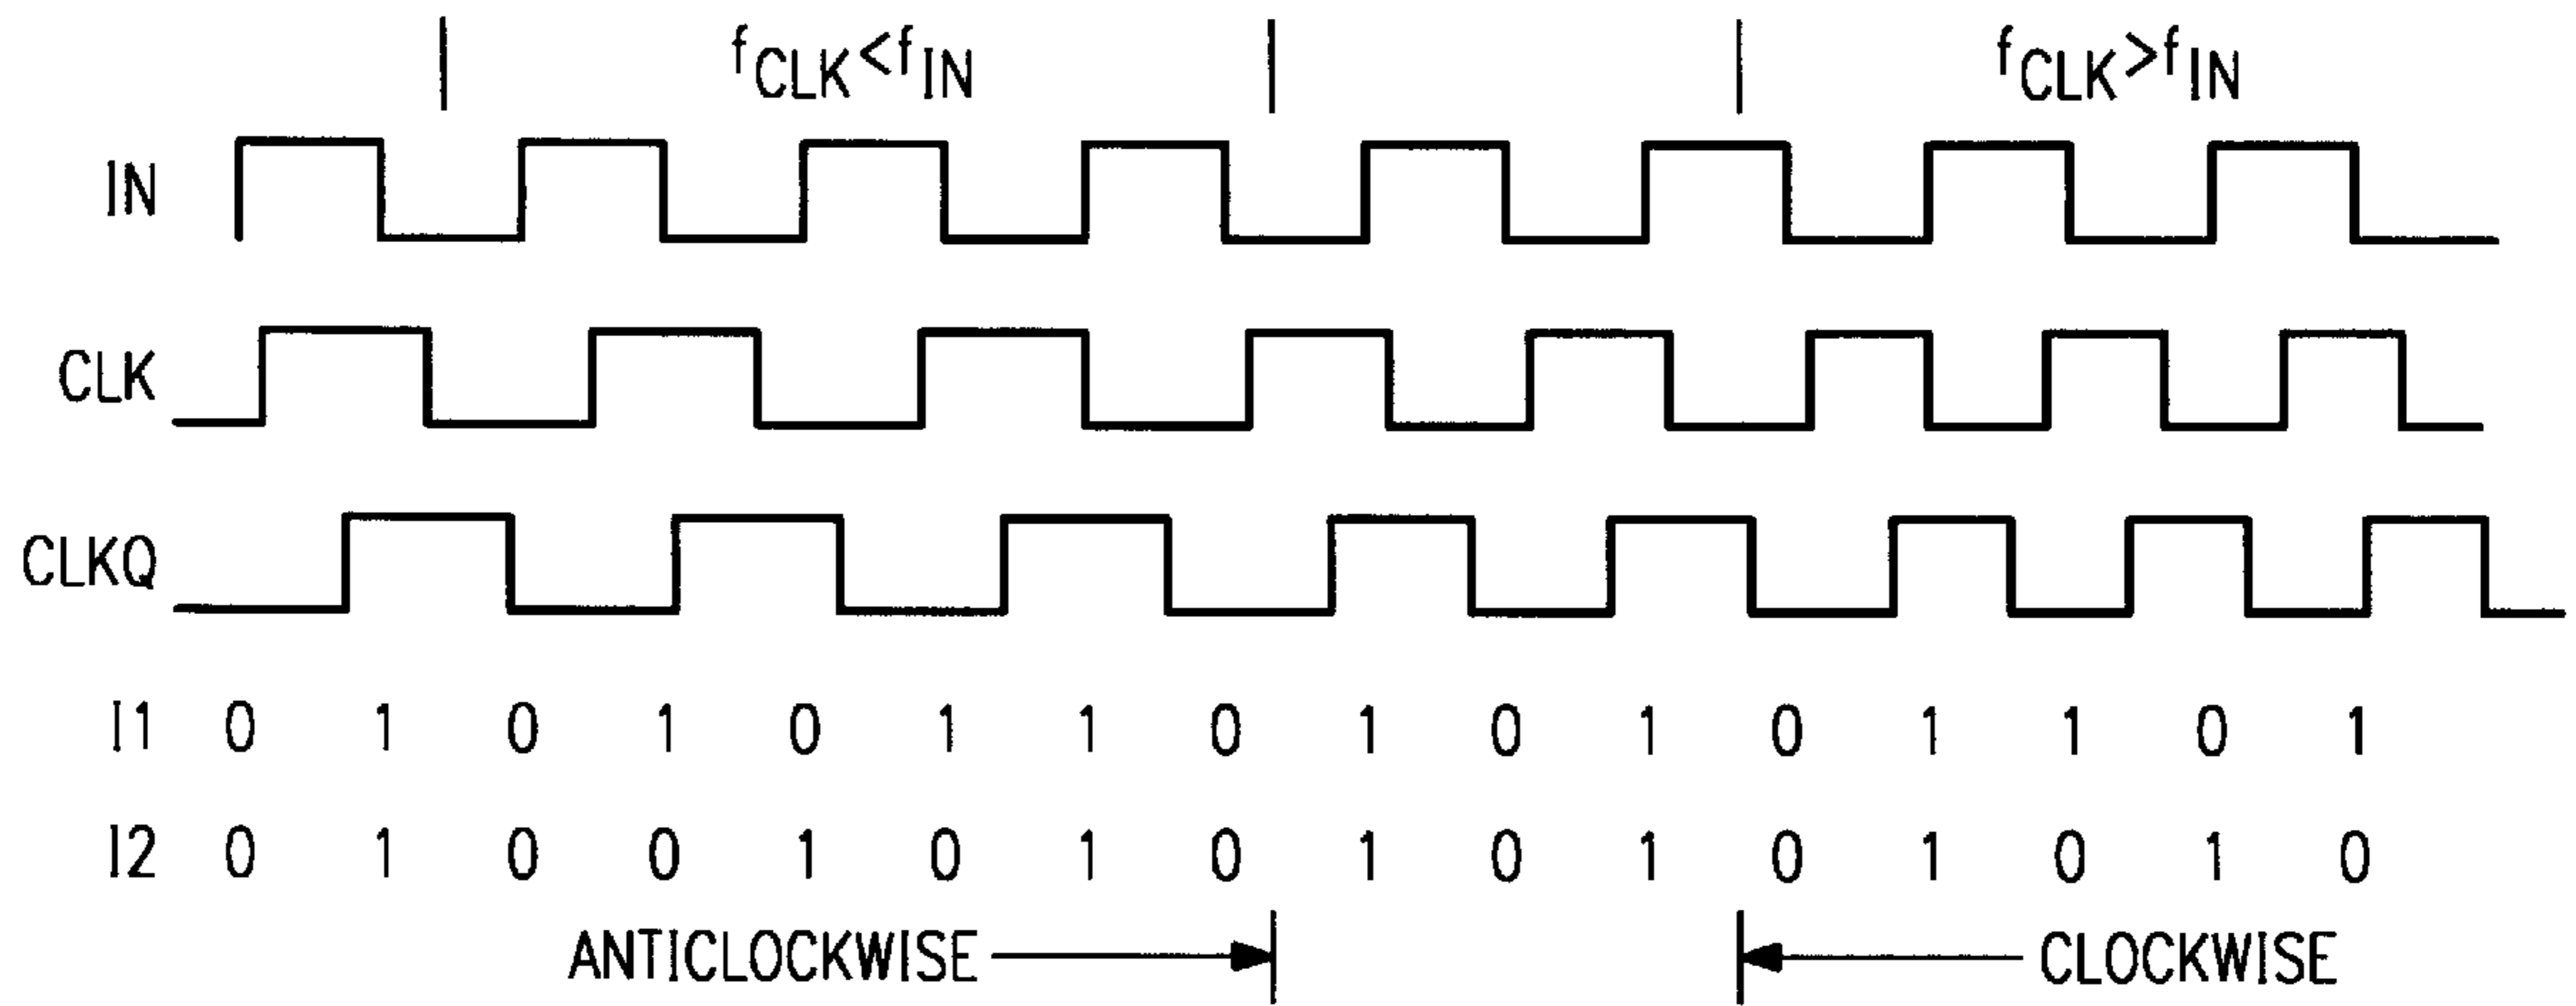 fCLK<fIN fCLK>fIN
IN
CLK
CLKQ
I1 0 1 0 1 0 1 1 0 1 0 1 0 1 1 0 1
I2 0 1 0 0 1 0 1 0 1 0 1 0 1 0 1 0
ANTICLOCKWISE CLOCKWISE